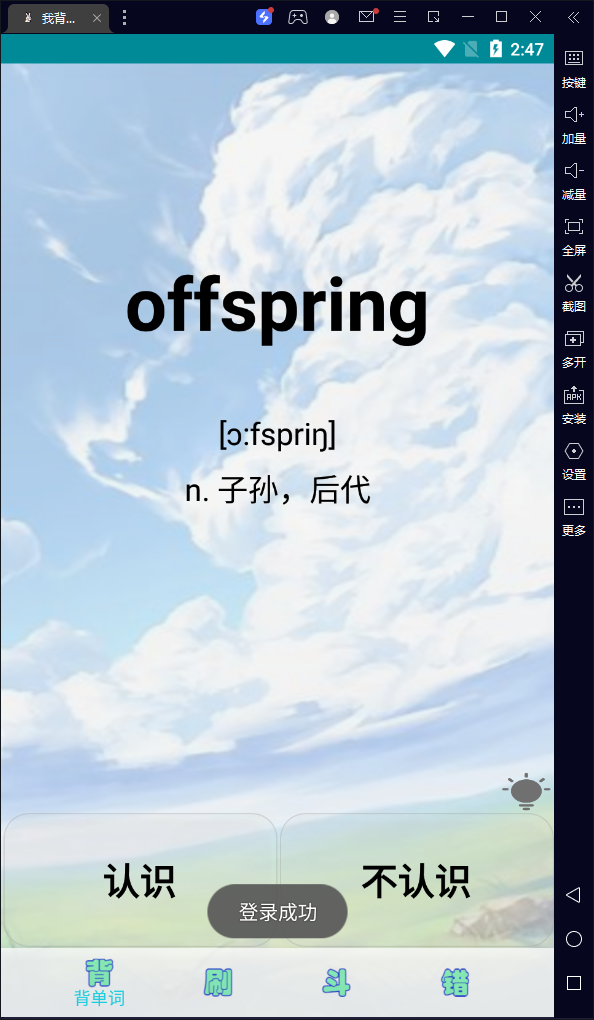 我背...
2:47
按键
加量
减量
全屏
截图
多开
APK
安装
设置
更多
offspring
[ɔ:fspriŋ]
n. 子孙，后代
认识
不认识
登录成功
背
刷
斗
错
背单词